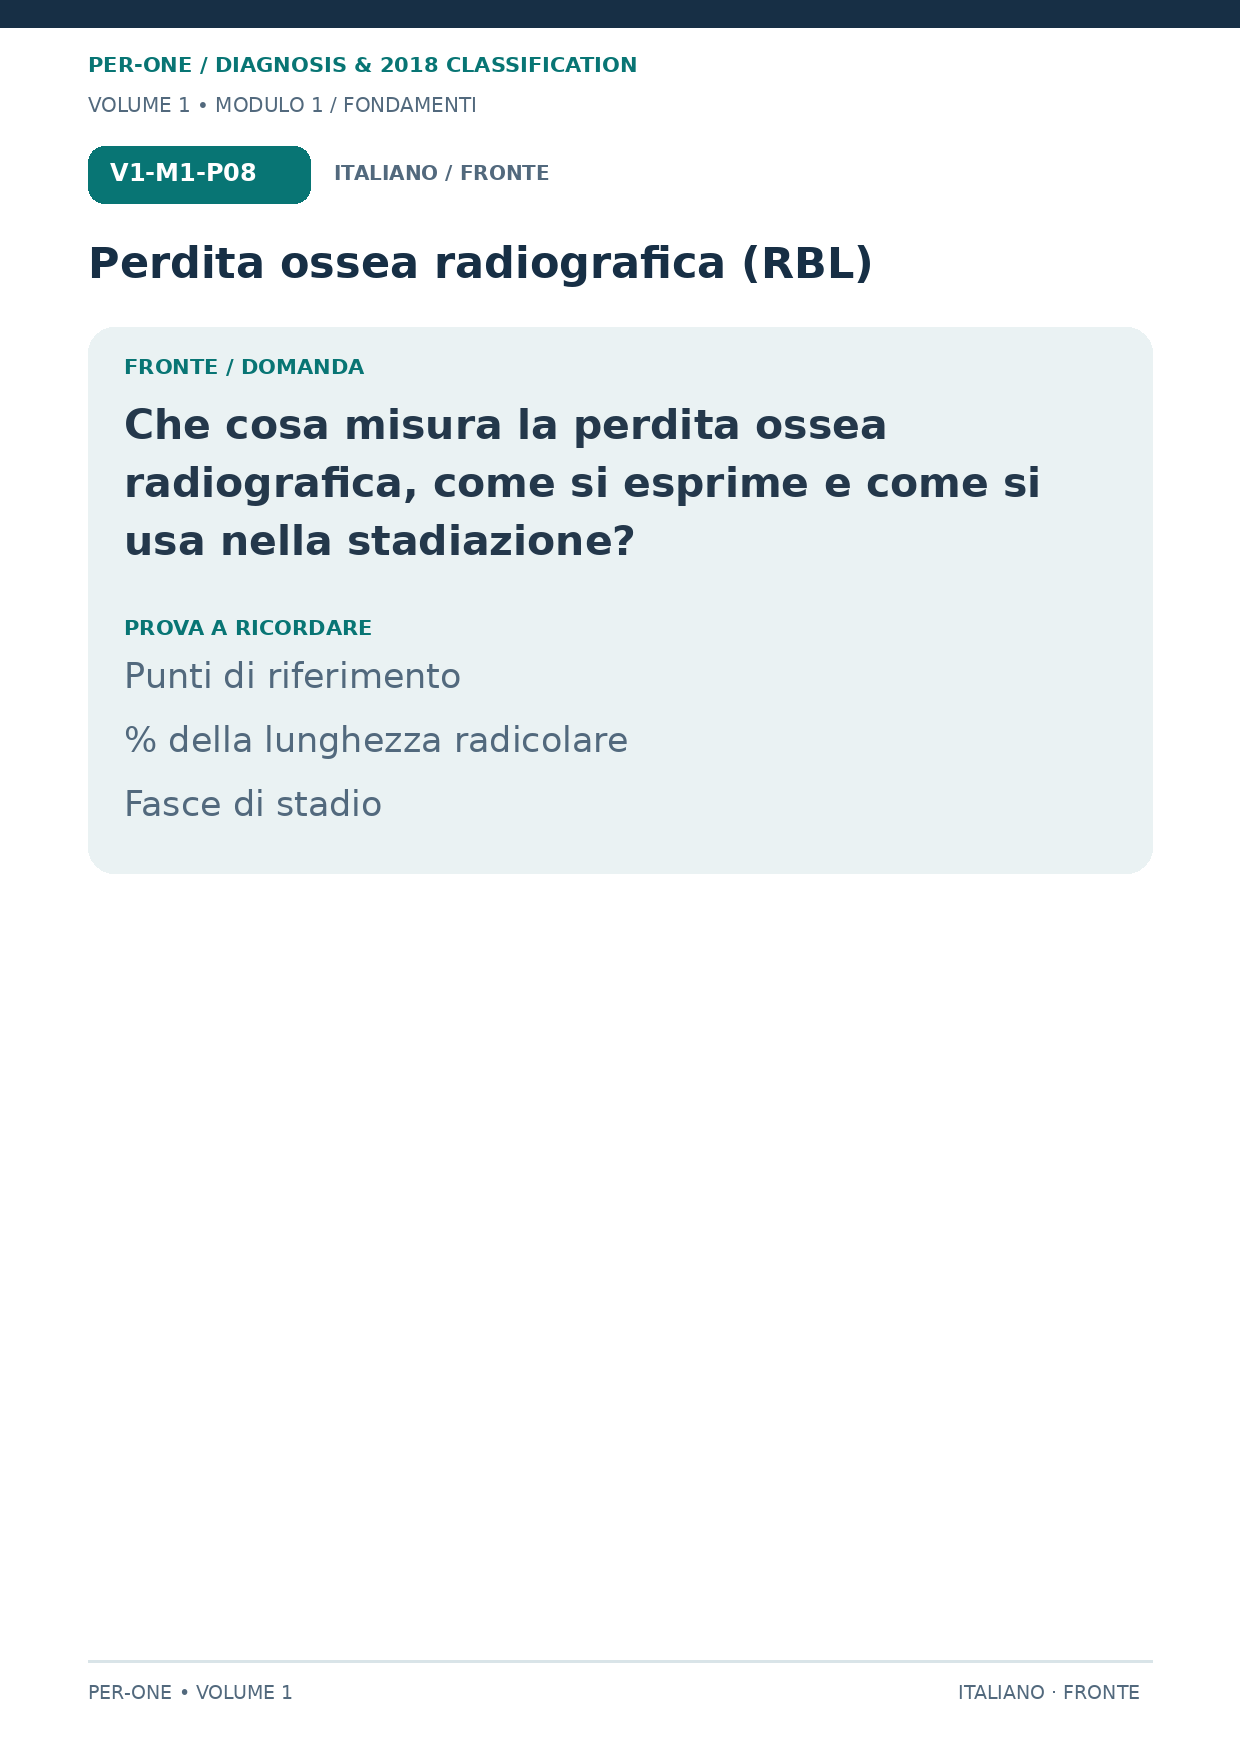 PER-ONE / DIAGNOSIS & 2018 CLASSIFICATION
VOLUME 1 • MODULO 1 / FONDAMENTI
V1-M1-P08
ITALIANO / FRONTE
Perdita ossea radiografica (RBL)
FRONTE / DOMANDA
Che cosa misura la perdita ossea
radiografica, come si esprime e come si
usa nella stadiazione?
PROVA A RICORDARE
Punti di riferimento
% della lunghezza radicolare
Fasce di stadio
PER-ONE • VOLUME 1
ITALIANO · FRONTE